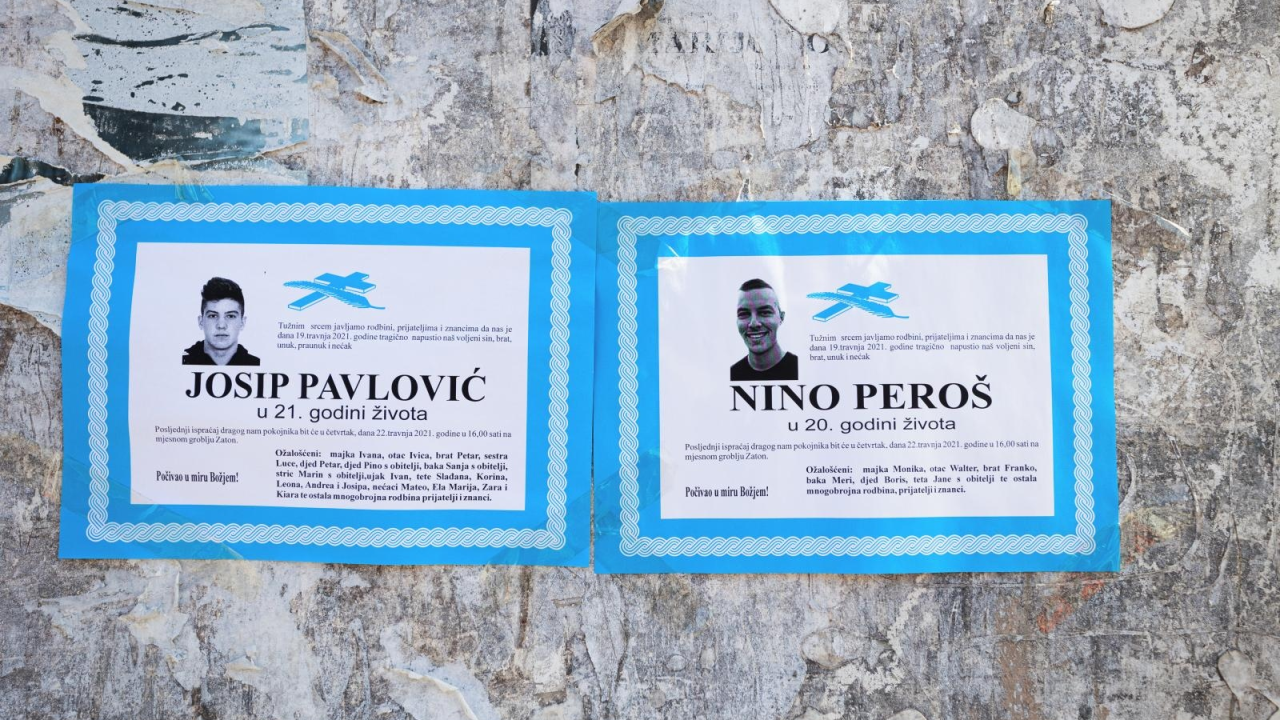 Tužnim srcem javljamo rodbini, prijateljima i znancima da nas je
dana 19.travnja 2021. godine tragično napustio naš voljeni sin, brat,
unuk, praunuk i nećak
JOSIP PAVLOVIĆ
u 21. godini života
Posljednji ispraćaj dragog nam pokojnika bit će u četvrtak, dana 22.travnja 2021. godine u 16,00 sati na
mjesnom groblju Zaton.
Počivao u miru Božjem!
Ožalošćeni: majka Ivana, otac Ivica, brat Petar, sestra
Luce, djed Petar, djed Pino s obitelji, baka Sanja s obitelji,
stric Marin s obitelji,ujak Ivan, tete Slađana, Korina,
Leona, Andrea i Josipa, nećaci Mateo, Ela Marija, Zara i
Kiara te ostala mnogobrojna rodbina prijatelji i znanci.
Tužnim srcem javljamo rodbini, prijateljima i znancima da nas je
dana 19.travnja 2021. godine tragično napustio naš voljeni sin,
brat, unuk i nećak
NINO PEROŠ
u 20. godini života
Posljednji ispraćaj dragog nam pokojnika bit će u četvrtak, dana 22.travnja 2021. godine u 16,00 sati na
mjesnom groblju Zaton.
Počivao u miru Božjem!
Ožalošćeni: majka Monika, otac Walter, brat Franko,
baka Meri, djed Boris, teta Jane s obitelji te ostala
mnogobrojna rodbina, prijatelji i znanci.